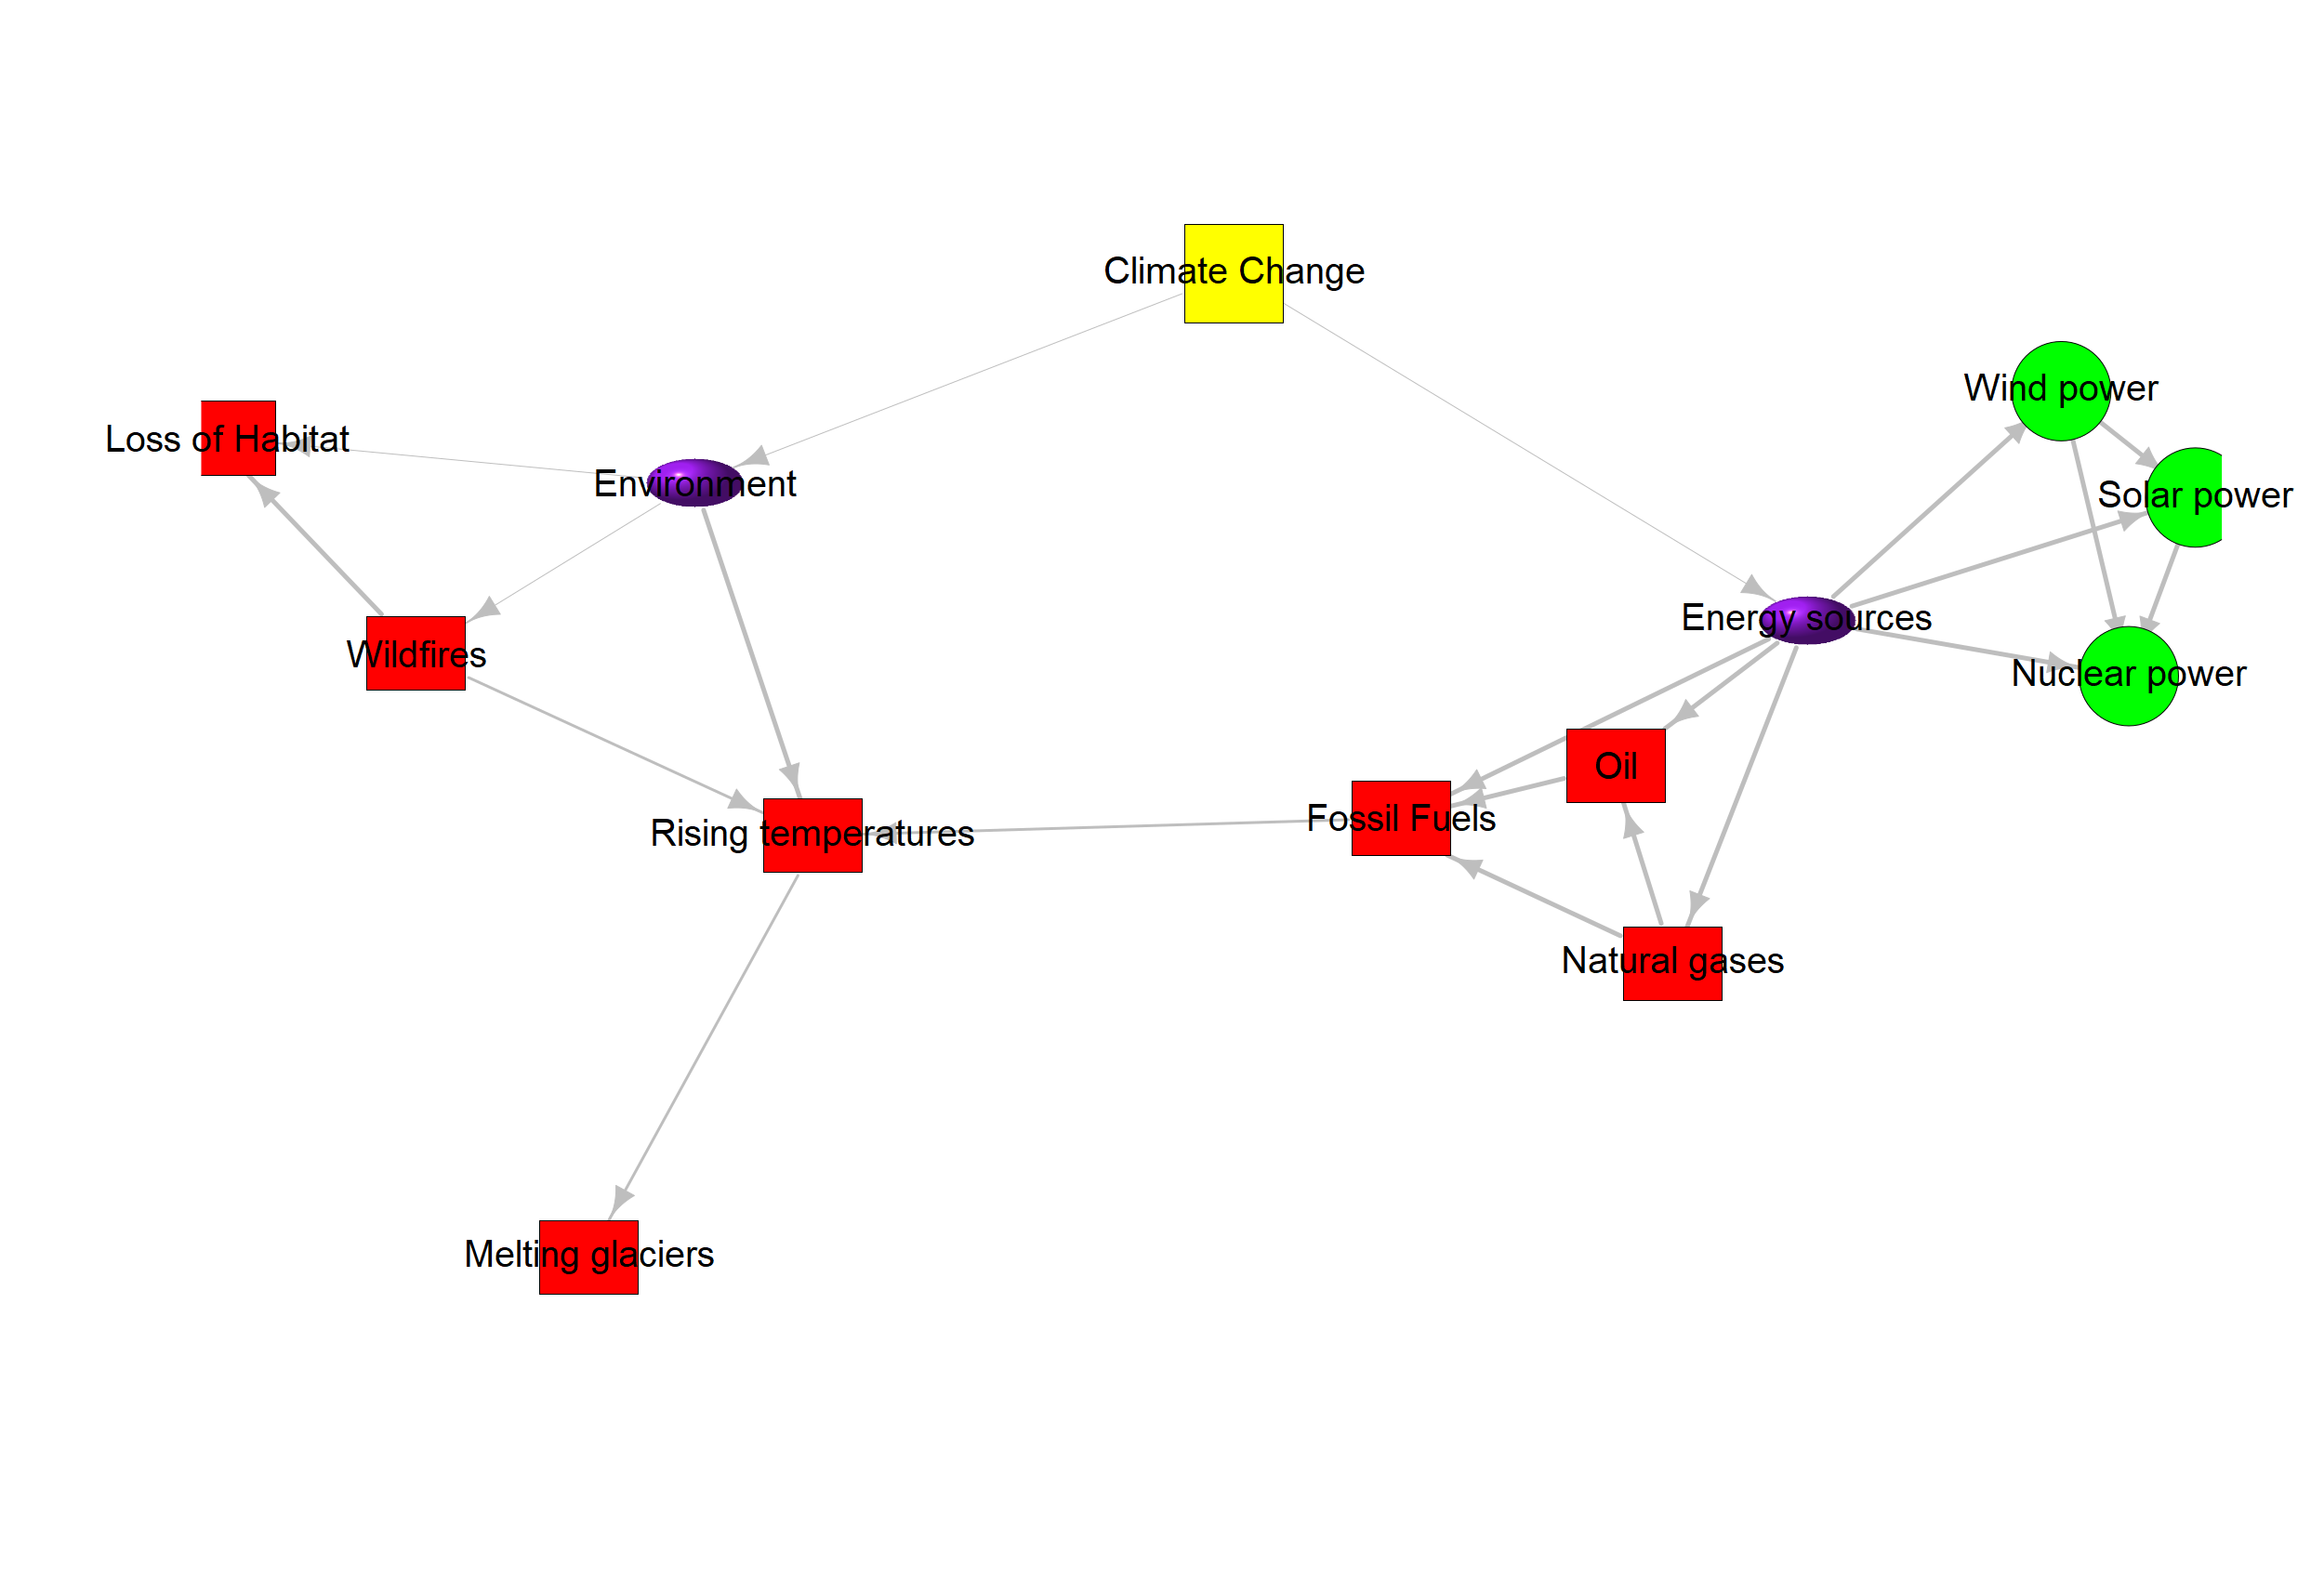 Climate Change
Wind power
Loss of Habitat
Environment
Solar power
Energy sources
Wildfires
Nuclear power
Oil
Fossil Fuels
Rising temperatures
Natural gases
Melting glaciers